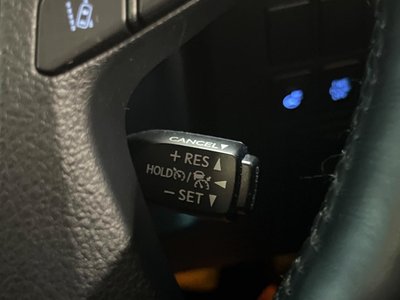 CANCEL▼
+ RES▲
HOLD /◄
− SET▼